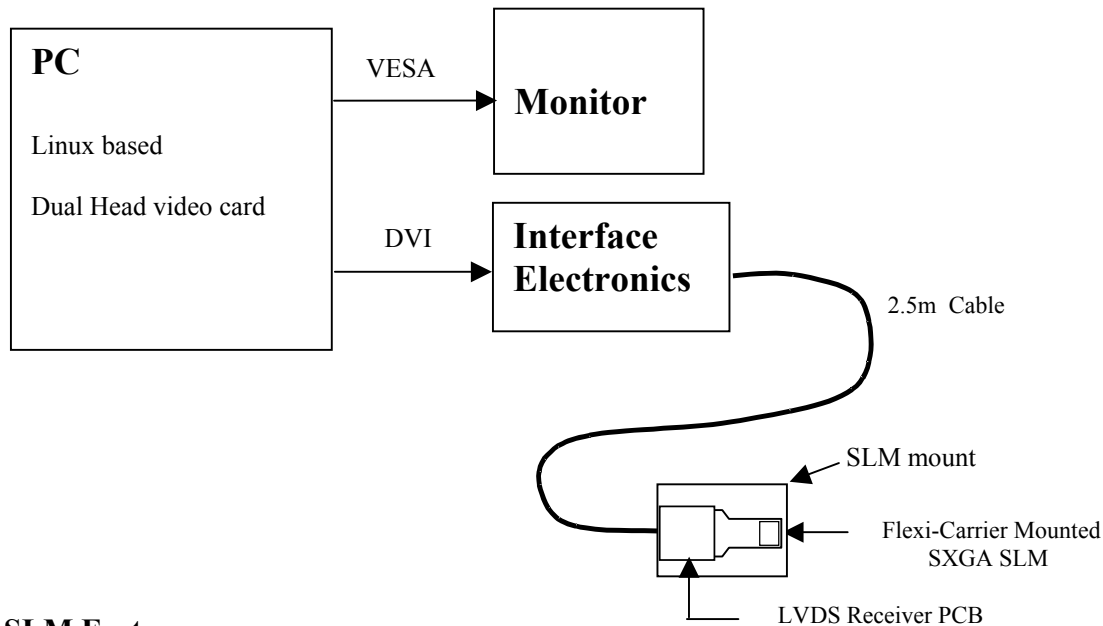 PC
Linux based
Dual Head video card
VESA
Monitor
DVI
Interface
Electronics
2.5m Cable
SLM mount
Flexi-Carrier Mounted
SXGA SLM
LVDS Receiver PCB